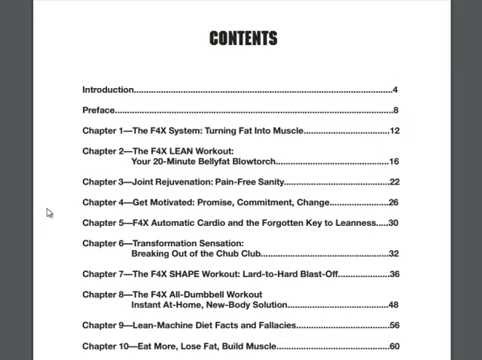 CONTENTS
Introduction....................................................................................................4
Preface...........................................................................................................8
Chapter 1—The F4X System: Turning Fat Into Muscle.................................12
Chapter 2—The F4X LEAN Workout:
Your 20-Minute Bellyfat Blowtorch...........................................16
Chapter 3—Joint Rejuvenation: Pain-Free Sanity........................................22
Chapter 4—Get Motivated: Promise, Commitment, Change.......................26
Chapter 5—F4X Automatic Cardio and the Forgotten Key to Leanness.....30
Chapter 6—Transformation Sensation:
Breaking Out of the Chub Club.................................................32
Chapter 7—The F4X SHAPE Workout: Lard-to-Hard Blast-Off....................36
Chapter 8—The F4X All-Dumbbell Workout
Instant At-Home, New-Body Solution.......................................48
Chapter 9—Lean-Machine Diet Facts and Fallacies....................................56
Chapter 10—Eat More, Lose Fat, Build Muscle...........................................60